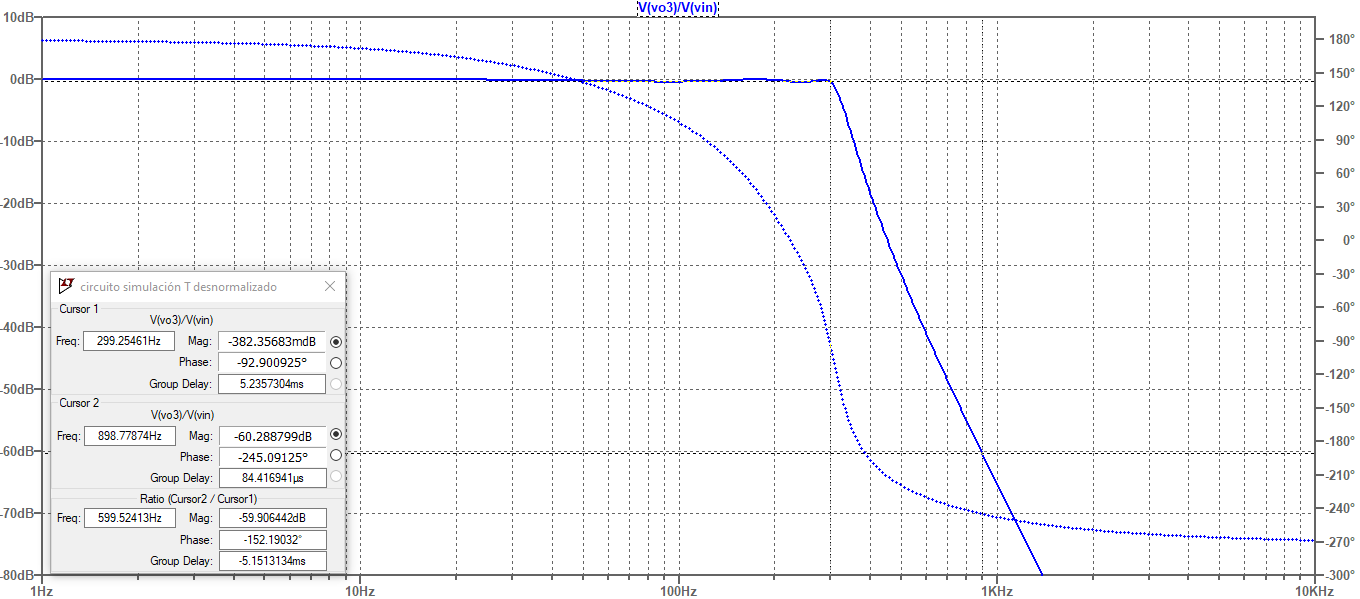 V(vo3)/V(vin)
10dB
0dB
-10dB
-20dB
-30dB
-40dB
-50dB
-60dB
-70dB
-80dB
180°
150°
120°
90°
60°
30°
0°
-30°
-60°
-90°
-120°
-150°
-180°
-210°
-240°
-270°
-300°
1Hz
10Hz
100Hz
1KHz
10KHz
circuito simulación T desnormalizado
Cursor 1
V(vo3)/V(vin)
Freq: 299.25461Hz Mag: -382.35683mdB
Phase: -92.900925°
Group Delay: 5.2357304ms
Cursor 2
V(vo3)/V(vin)
Freq: 898.77874Hz Mag: -60.288799dB
Phase: -245.09125°
Group Delay: 84.416941µs
Ratio (Cursor2 / Cursor1)
Freq: 599.52413Hz Mag: -59.906442dB
Phase: -152.19032°
Group Delay: -5.1513134ms